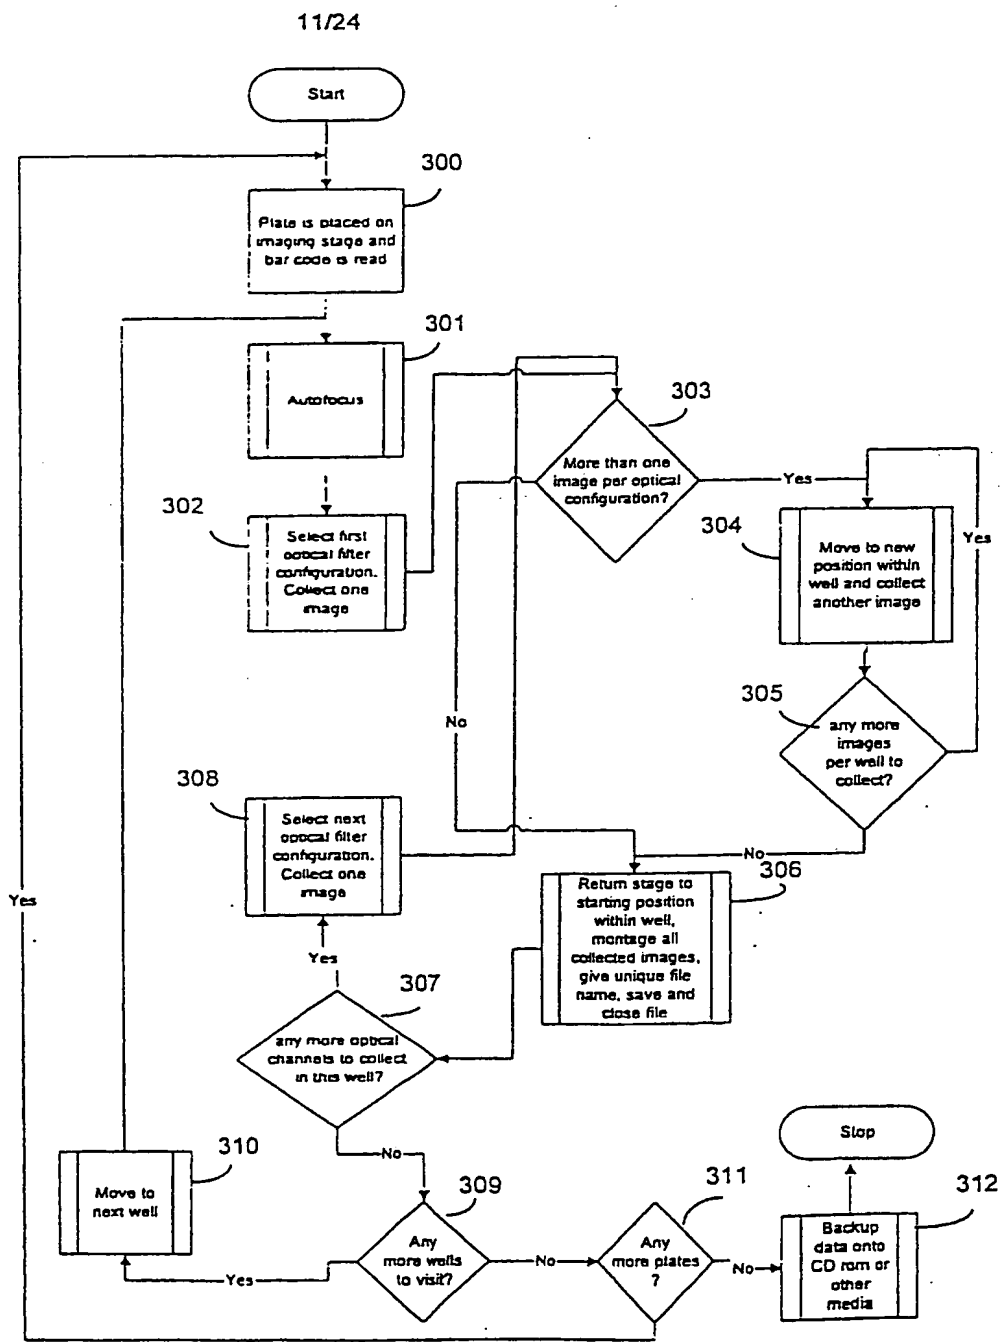 11/24
Start
300
Plate is placed on
imaging stage and
bar code is read
301
Autofocus
302
Select first
optical filter
configuration.
Collect one
image
303
More than one
image per optical
configuration?
Yes
No
304
Move to new
position within
well and collect
another image
Yes
305
any more
images
per well to
collect?
No
306
Return stage to
starting position
within well,
montage all
collected images,
give unique file
name, save and
close file
307
any more optical
channels to collect
in this well?
Yes
308
Select next
optical filter
configuration.
Collect one
image
No
309
Any
more wells
to visit?
Yes
310
Move to
next well
No
311
Any
more plates
?
Yes
No
312
Backup
data onto
CD rom or
other
media
Stop